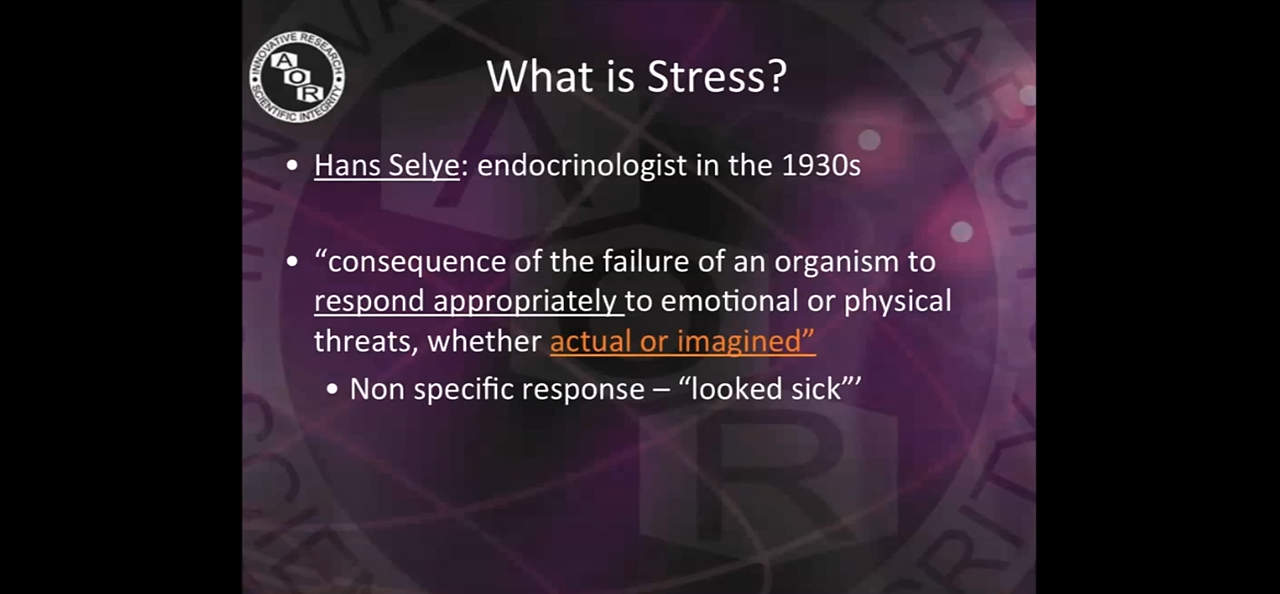 INNOVATIVE RESEARCH
AOR
SCIENTIFIC INTEGRITY
What is Stress?
• Hans Selye: endocrinologist in the 1930s
• “consequence of the failure of an organism to
respond appropriately to emotional or physical
threats, whether actual or imagined”
• Non specific response – “looked sick”’